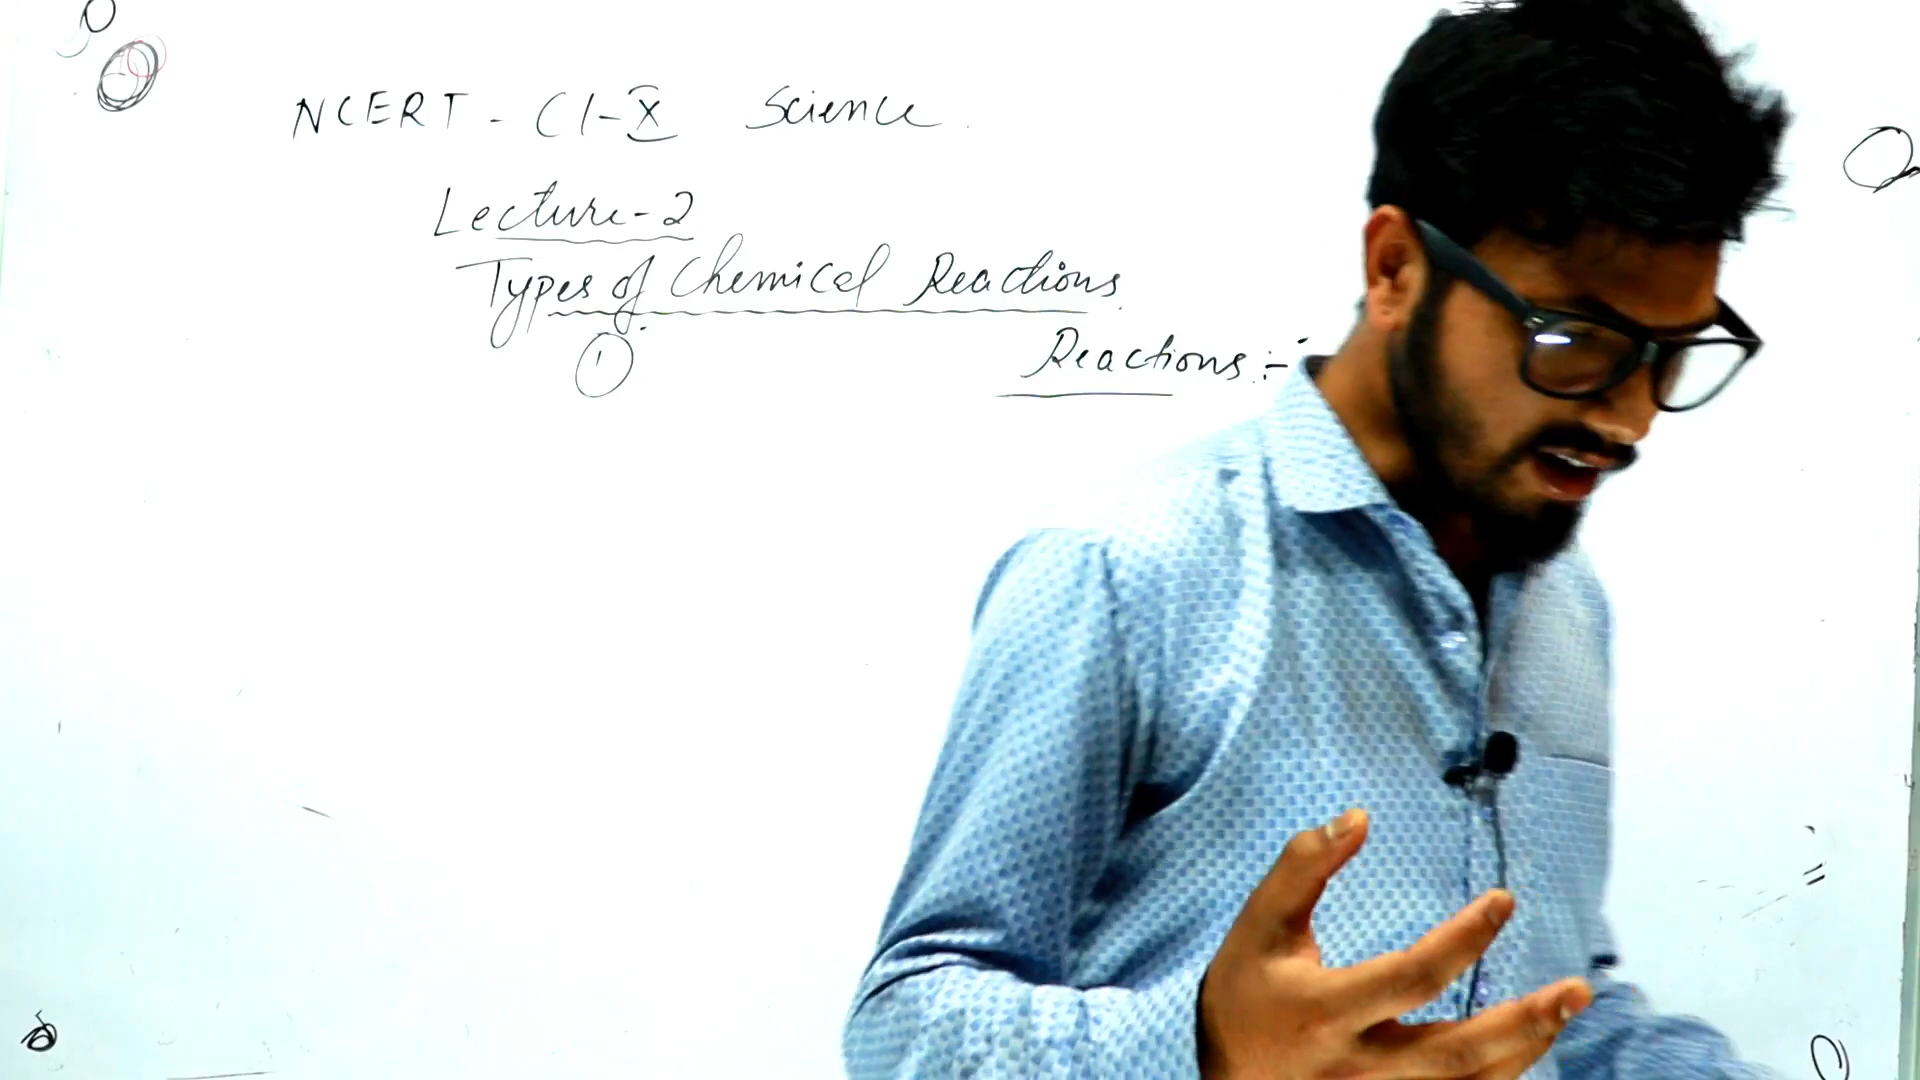 NCERT - Cl-X Science
Lecture-2
Types of Chemical Reactions
① Reactions :-